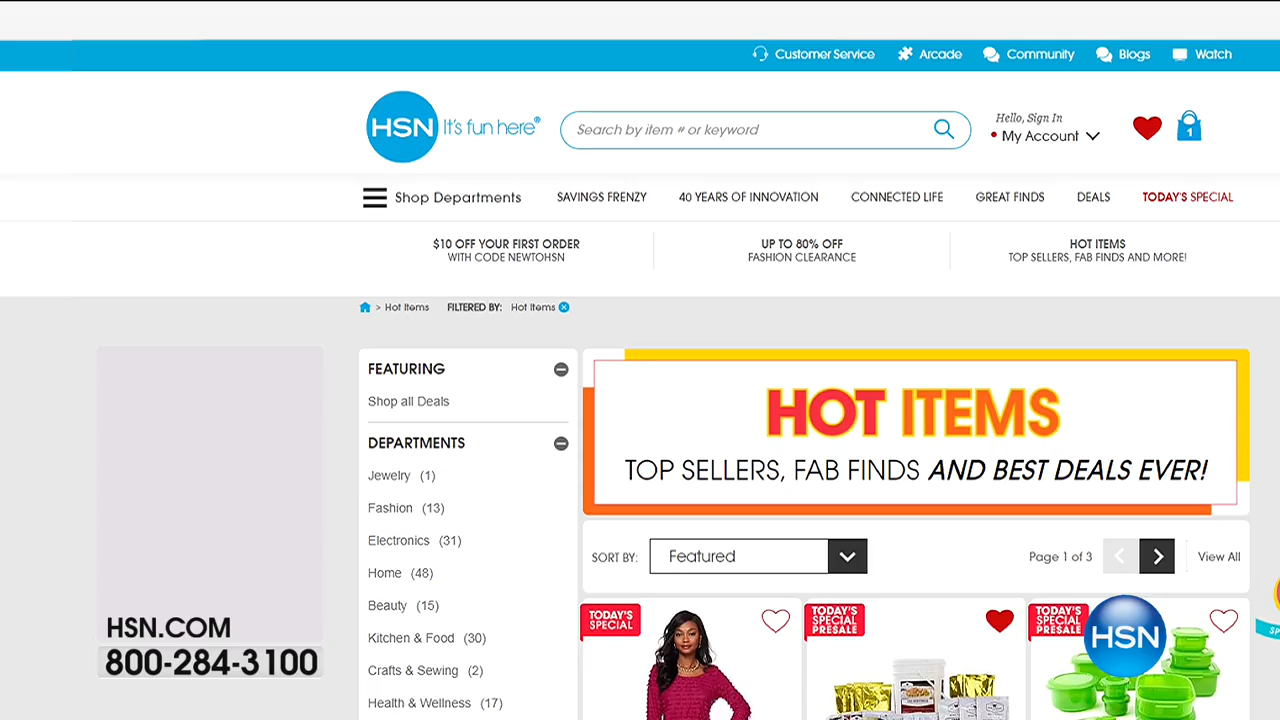 Customer Service Arcade Community Blogs Watch
HSN It's fun here®
Search by item # or keyword
Hello, Sign In
My Account
1
Shop Departments SAVINGS FRENZY 40 YEARS OF INNOVATION CONNECTED LIFE GREAT FINDS DEALS TODAY'S SPECIAL
$10 OFF YOUR FIRST ORDER
WITH CODE NEWTOHSN
UP TO 80% OFF
FASHION CLEARANCE
HOT ITEMS
TOP SELLERS, FAB FINDS AND MORE!
> Hot Items FILTERED BY: Hot Items
FEATURING
Shop all Deals
DEPARTMENTS
Jewelry (1)
Fashion (13)
Electronics (31)
Home (48)
Beauty (15)
Kitchen & Food (30)
Crafts & Sewing (2)
Health & Wellness (17)
HOT ITEMS
TOP SELLERS, FAB FINDS AND BEST DEALS EVER!
SORT BY: Featured
Page 1 of 3 View All
TODAY'S
SPECIAL
TODAY'S
SPECIAL
PRESALE
TODAY'S
SPECIAL
PRESALE
HSN
HSN.COM
800-284-3100